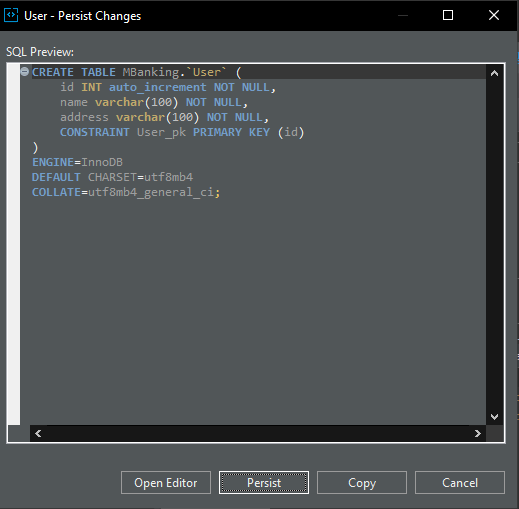 User - Persist Changes
SQL Preview:
CREATE TABLE MBanking.`User` (
    id INT auto_increment NOT NULL,
    name varchar(100) NOT NULL,
    address varchar(100) NOT NULL,
    CONSTRAINT User_pk PRIMARY KEY (id)
)
ENGINE=InnoDB
DEFAULT CHARSET=utf8mb4
COLLATE=utf8mb4_general_ci;
Open Editor Persist Copy Cancel